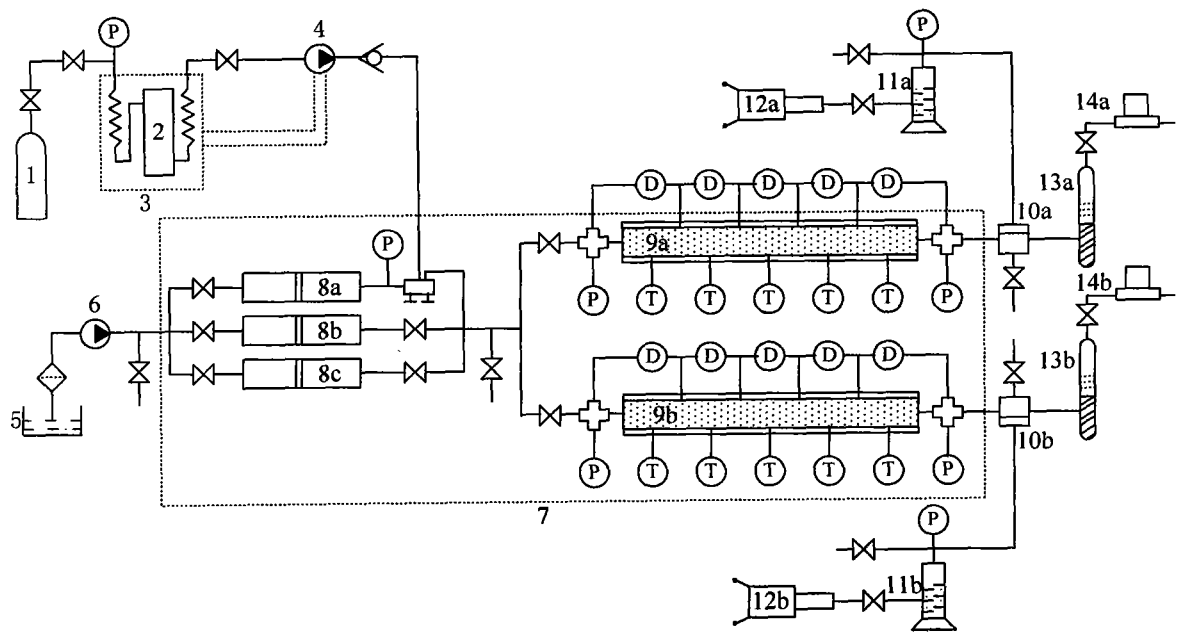 P
4
12a
11a
P
14a
1
2
3
13a
D D D D D
10a
P
9a
8a
6
P T T T T T P
14b
8b
8c
D D D D D
13b
5
9b
10b
P T T T T T P
7
P
12b
11b